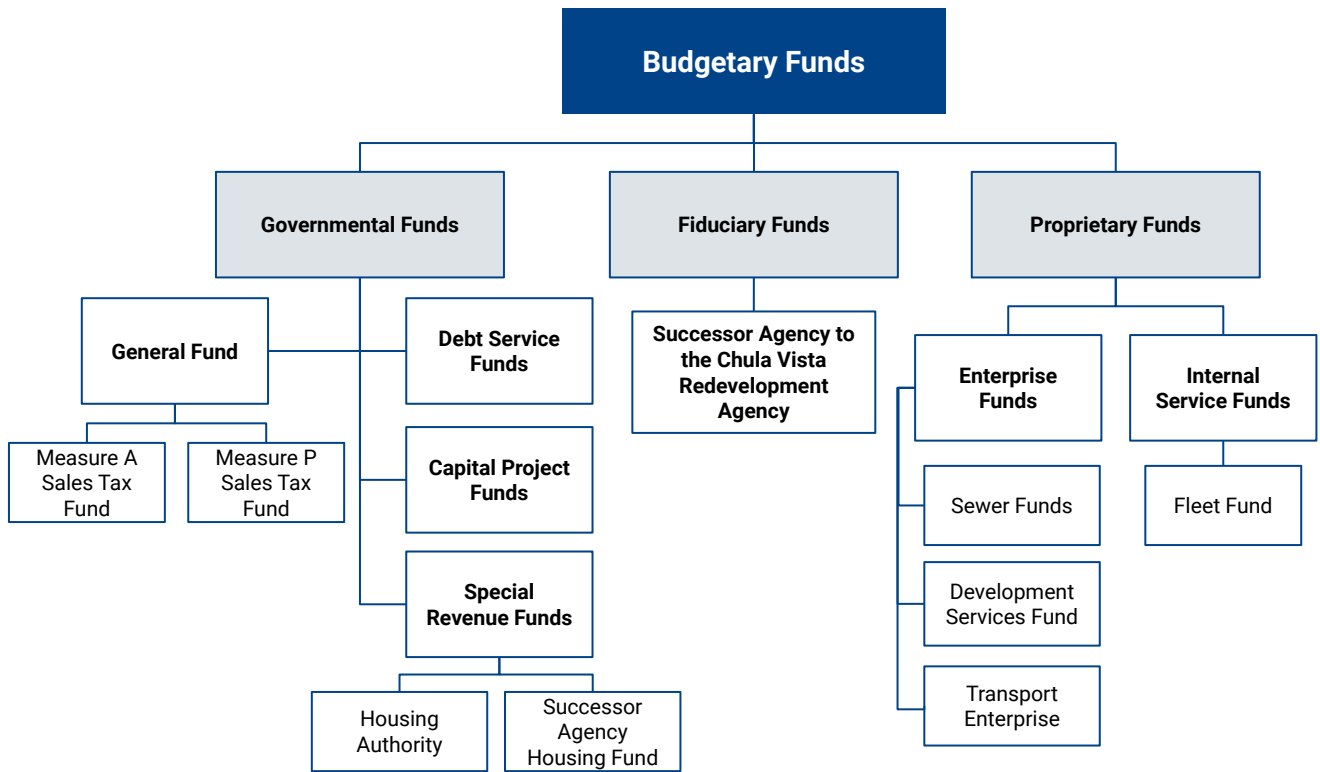 Budgetary Funds
Governmental Funds
Fiduciary Funds
Proprietary Funds
General Fund
Debt Service
Funds
Successor Agency to
the Chula Vista
Redevelopment
Agency
Enterprise
Funds
Internal
Service Funds
Measure A
Sales Tax
Fund
Measure P
Sales Tax
Fund
Capital Project
Funds
Sewer Funds
Fleet Fund
Special
Revenue Funds
Development
Services Fund
Housing
Authority
Successor
Agency
Housing Fund
Transport
Enterprise